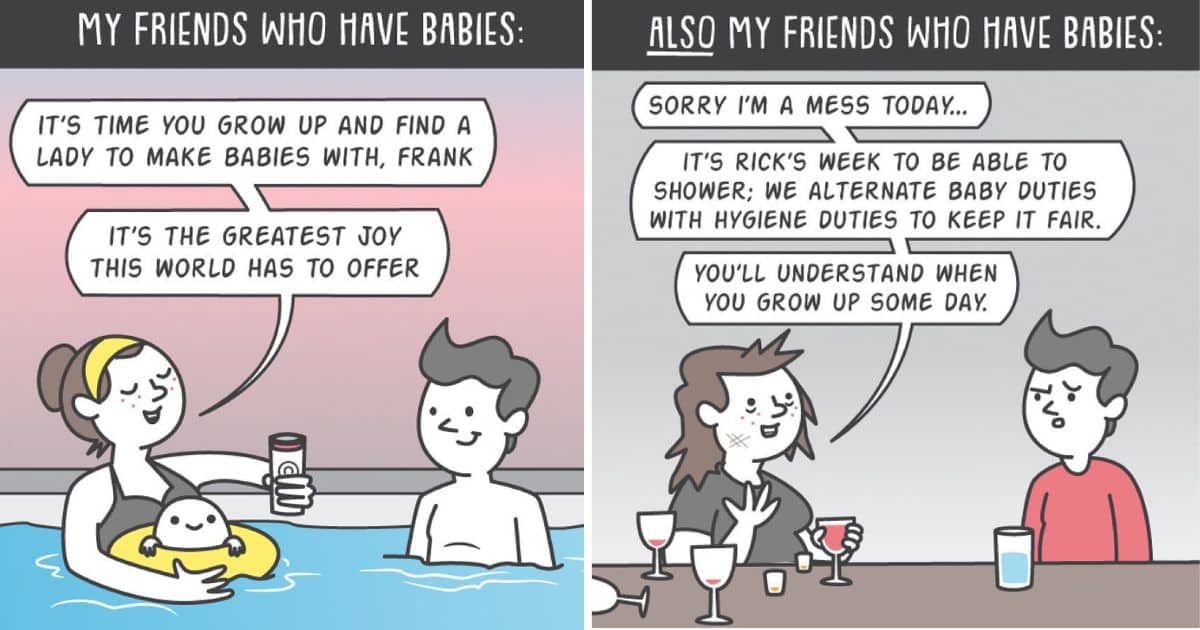 MY FRIENDS WHO HAVE BABIES:
IT'S TIME YOU GROW UP AND FIND A
LADY TO MAKE BABIES WITH, FRANK
IT'S THE GREATEST JOY
THIS WORLD HAS TO OFFER
ALSO MY FRIENDS WHO HAVE BABIES:
SORRY I'M A MESS TODAY...
IT'S RICK'S WEEK TO BE ABLE TO
SHOWER; WE ALTERNATE BABY DUTIES
WITH HYGIENE DUTIES TO KEEP IT FAIR.
YOU'LL UNDERSTAND WHEN
YOU GROW UP SOME DAY.